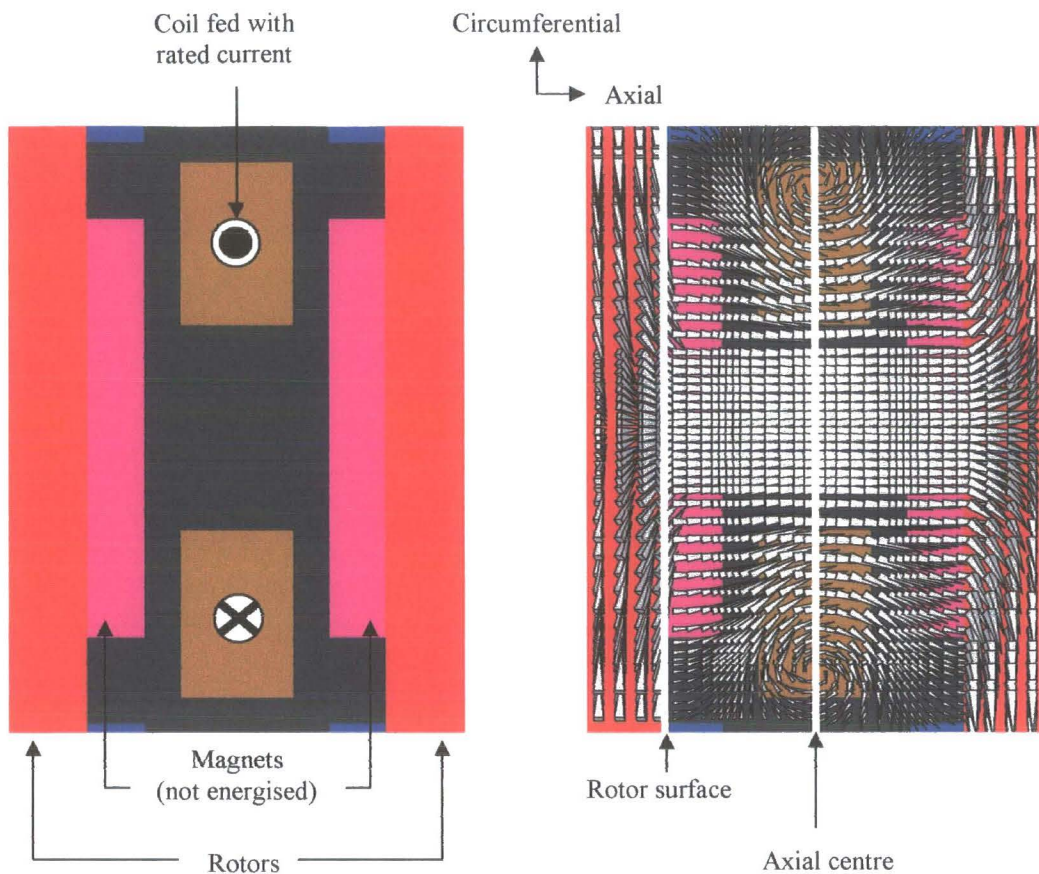 Coil fed with
rated current
Circumferential
Axial
Magnets
(not energised)
Rotors
Rotor surface
Axial centre